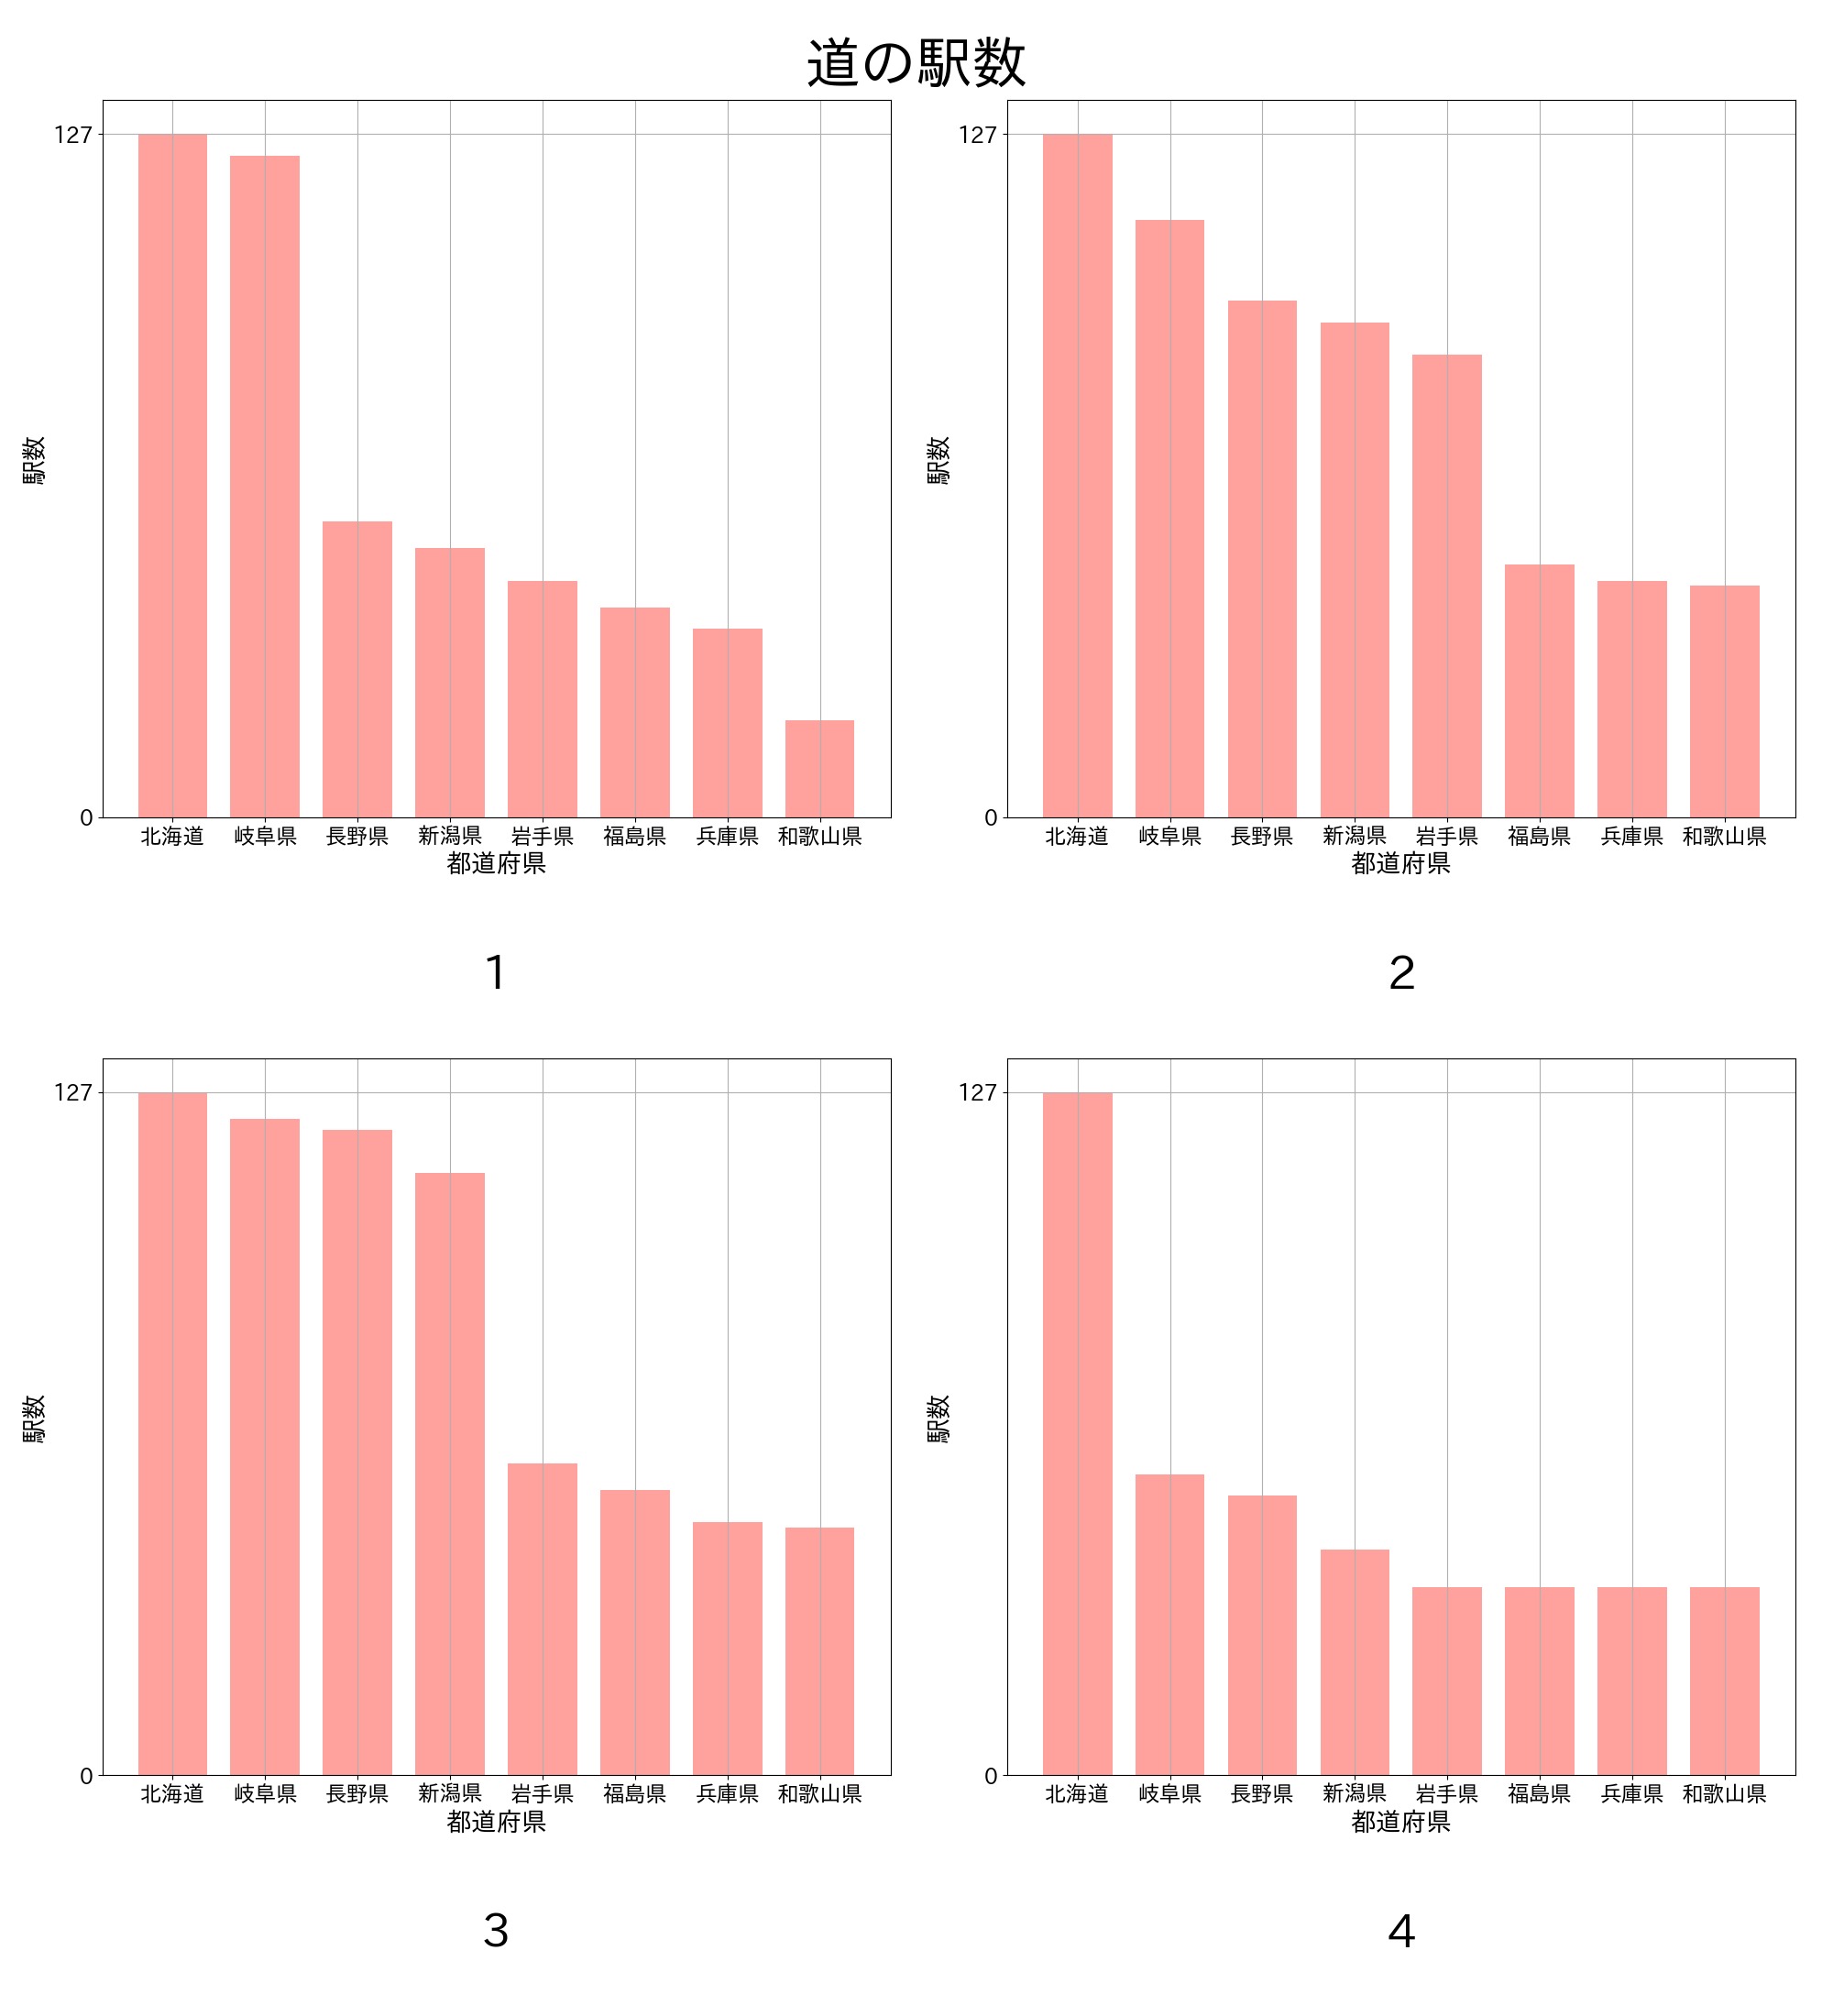 道の駅数
127
0
駅数
北海道 岐阜県 長野県 新潟県 岩手県 福島県 兵庫県 和歌山県
都道府県
1
127
0
駅数
北海道 岐阜県 長野県 新潟県 岩手県 福島県 兵庫県 和歌山県
都道府県
2
127
0
駅数
北海道 岐阜県 長野県 新潟県 岩手県 福島県 兵庫県 和歌山県
都道府県
3
127
0
駅数
北海道 岐阜県 長野県 新潟県 岩手県 福島県 兵庫県 和歌山県
都道府県
4